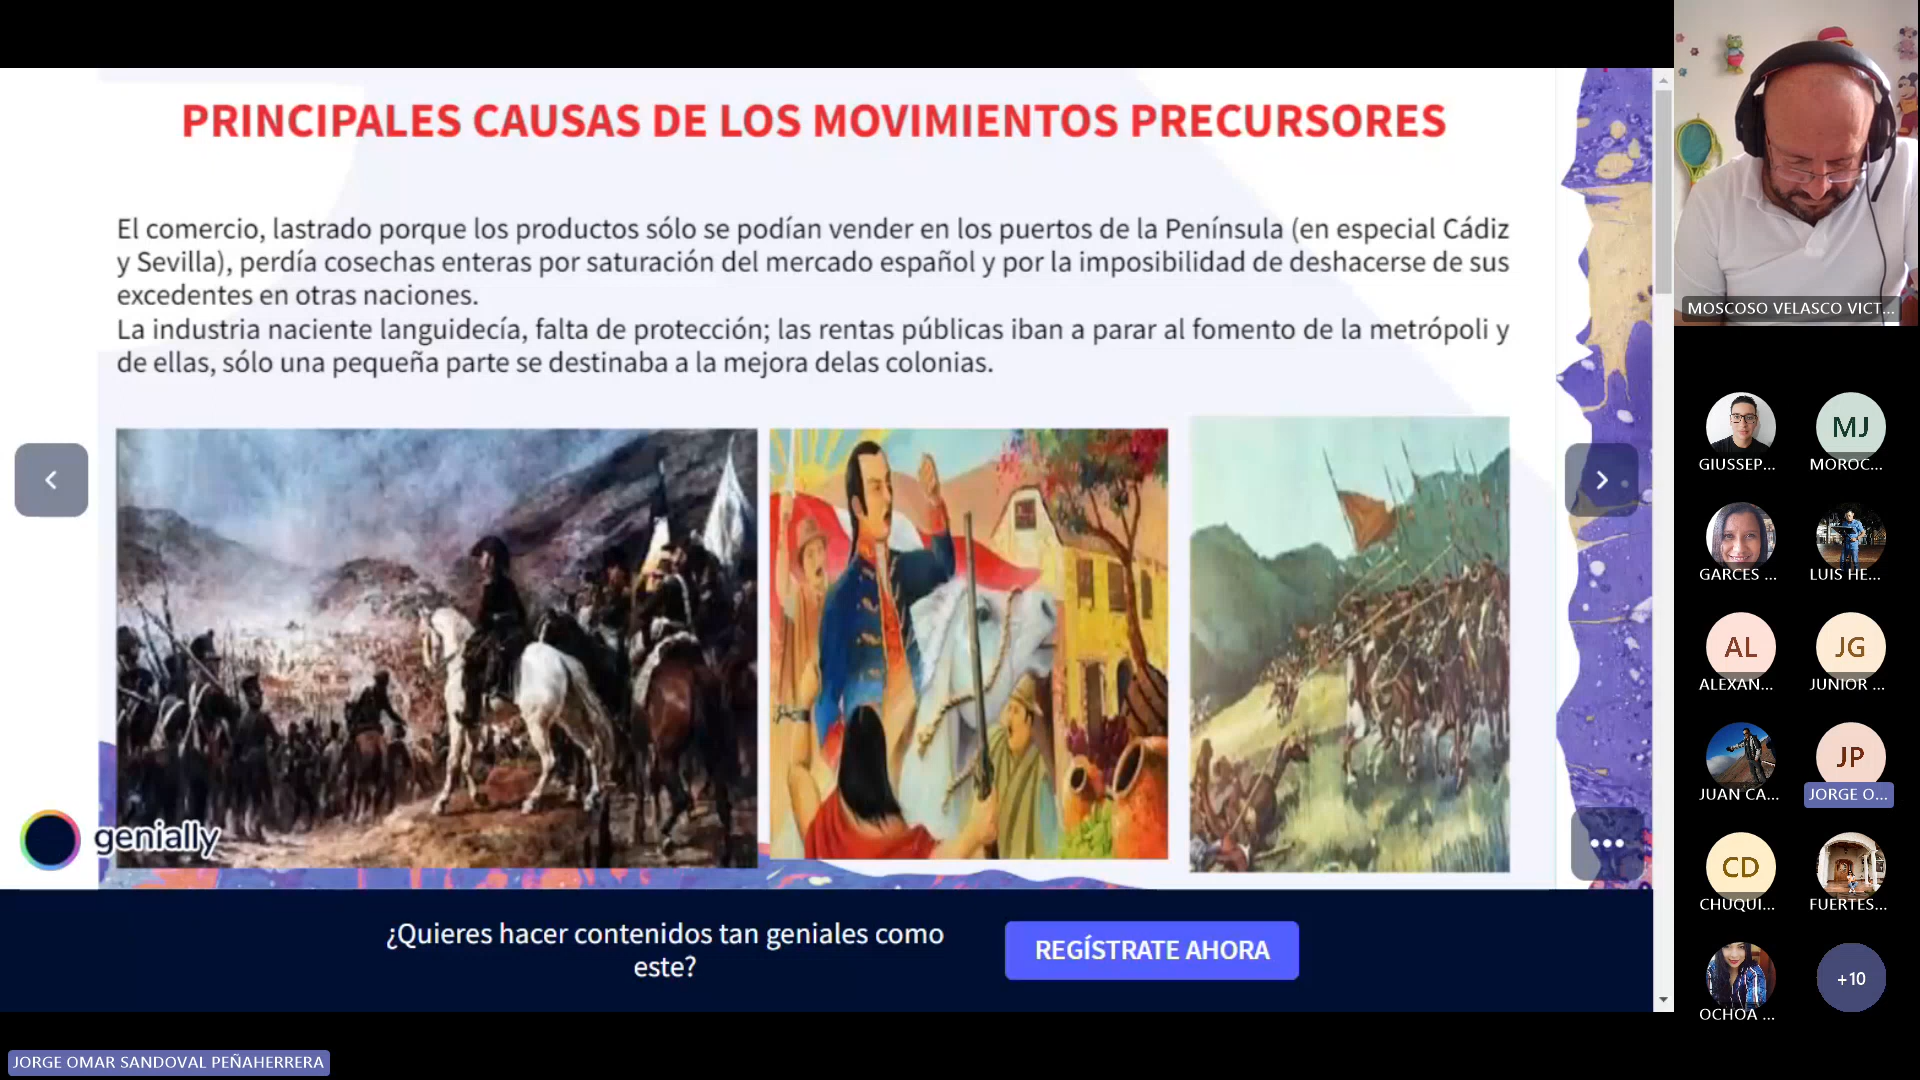 PRINCIPALES CAUSAS DE LOS MOVIMIENTOS PRECURSORES
El comercio, lastrado porque los productos sólo se podían vender en los puertos de la Península (en especial Cádiz
y Sevilla), perdía cosechas enteras por saturación del mercado español y por la imposibilidad de deshacerse de sus
excedentes en otras naciones.
La industria naciente languidecía, falta de protección; las rentas públicas iban a parar al fomento de la metrópoli y
de ellas, sólo una pequeña parte se destinaba a la mejora delas colonias.
genially
¿Quieres hacer contenidos tan geniales como
este?
REGÍSTRATE AHORA
JORGE OMAR SANDOVAL PEÑAHERRERA
MOSCOSO VELASCO VICT...
GIUSSEP...
MJ
MOROC...
GARCES ...
LUIS HE...
AL
ALEXAN...
JG
JUNIOR ...
JUAN CA...
JP
JORGE O...
CD
CHUQUI...
FUERTES...
OCHOA ...
+10